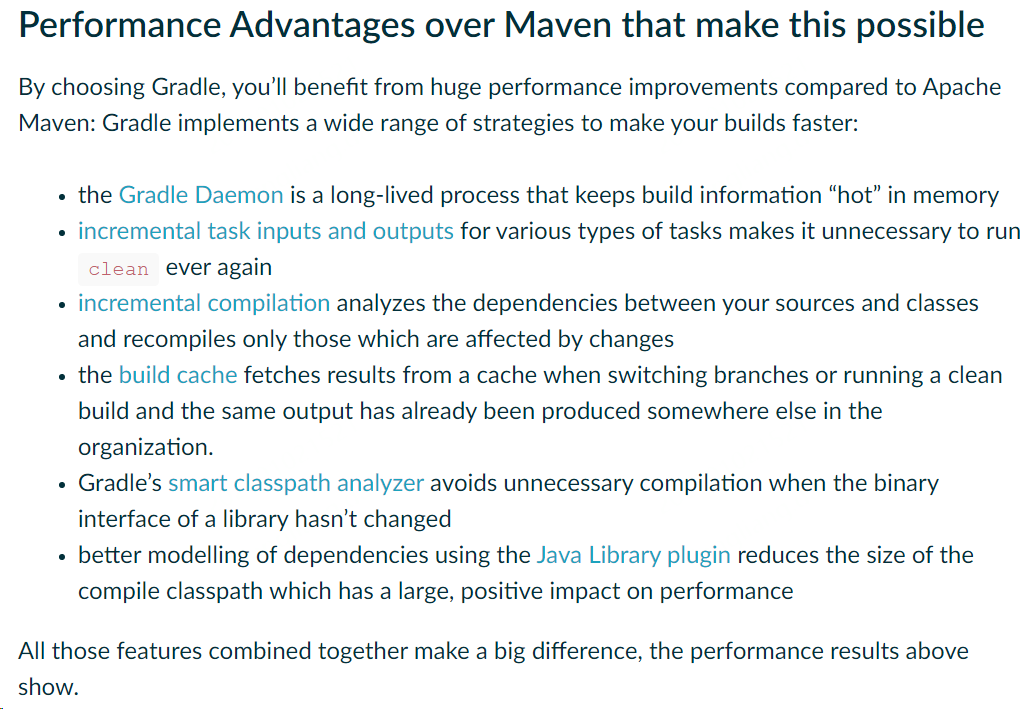 Performance Advantages over Maven that make this possible
By choosing Gradle, you’ll benefit from huge performance improvements compared to Apache
Maven: Gradle implements a wide range of strategies to make your builds faster:
• the Gradle Daemon is a long-lived process that keeps build information “hot” in memory
• incremental task inputs and outputs for various types of tasks makes it unnecessary to run
clean ever again
• incremental compilation analyzes the dependencies between your sources and classes
and recompiles only those which are affected by changes
• the build cache fetches results from a cache when switching branches or running a clean
build and the same output has already been produced somewhere else in the
organization.
• Gradle’s smart classpath analyzer avoids unnecessary compilation when the binary
interface of a library hasn’t changed
• better modelling of dependencies using the Java Library plugin reduces the size of the
compile classpath which has a large, positive impact on performance
All those features combined together make a big difference, the performance results above
show.